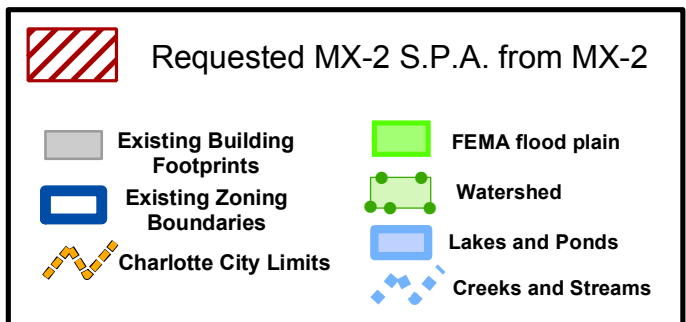 Requested MX-2 S.P.A. from MX-2
Existing Building
Footprints
Existing Zoning
Boundaries
Charlotte City Limits
FEMA flood plain
Watershed
Lakes and Ponds
Creeks and Streams